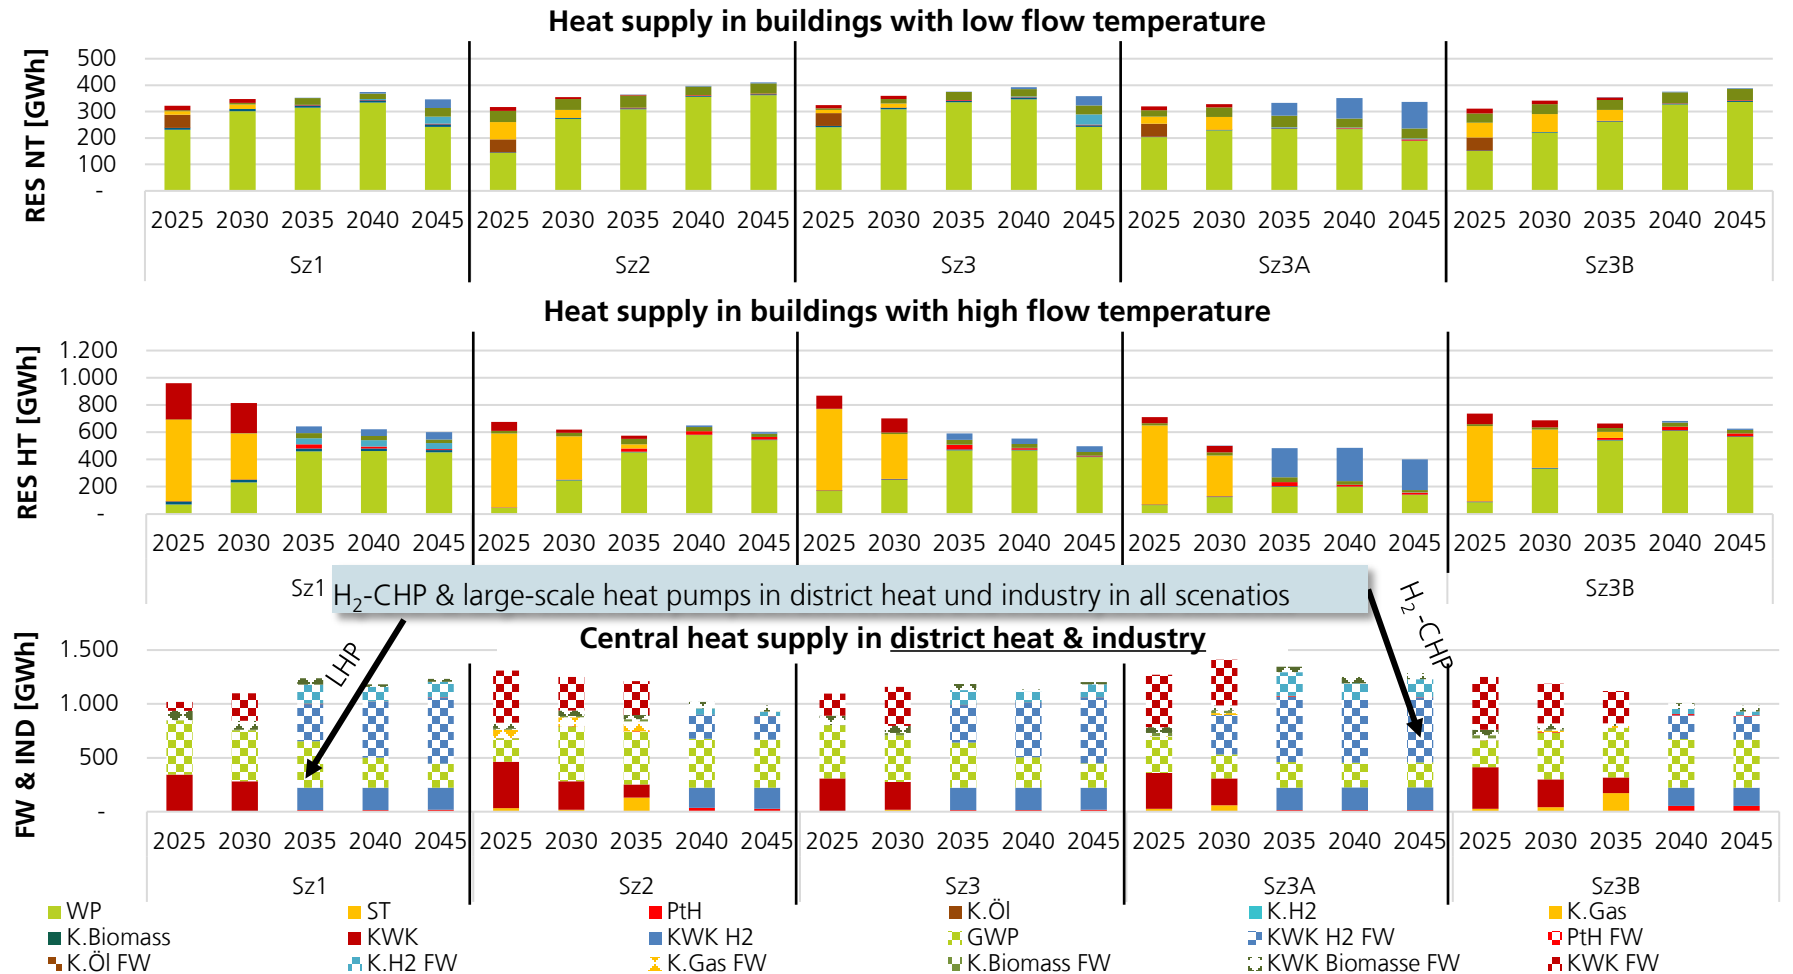 Heat supply in buildings with low flow temperature
RES NT [GWh]
500
400
300
200
100
-
2025 2030 2035 2040 2045 2025 2030 2035 2040 2045 2025 2030 2035 2040 2045 2025 2030 2035 2040 2045 2025 2030 2035 2040 2045
Sz1 Sz2 Sz3 Sz3A Sz3B
Heat supply in buildings with high flow temperature
RES HT [GWh]
1.200
1.000
800
600
400
200
-
2025 2030 2035 2040 2045 2025 2030 2035 2040 2045 2025 2030 2035 2040 2045 2025 2030 2035 2040 2045 2025 2030 2035 2040 2045
Sz1 Sz3B
H₂-CHP & large-scale heat pumps in district heat und industry in all scenatios
LHP
H₂-CHP
Central heat supply in district heat & industry
FW & IND [GWh]
1.500
1.000
500
-
2025 2030 2035 2040 2045 2025 2030 2035 2040 2045 2025 2030 2035 2040 2045 2025 2030 2035 2040 2045 2025 2030 2035 2040 2045
Sz1 Sz2 Sz3 Sz3A Sz3B
WP ST PtH K.Öl K.H2 K.Gas
K.Biomass KWK KWK H2 GWP KWK H2 FW PtH FW
K.Öl FW K.H2 FW K.Gas FW K.Biomass FW KWK Biomasse FW KWK FW